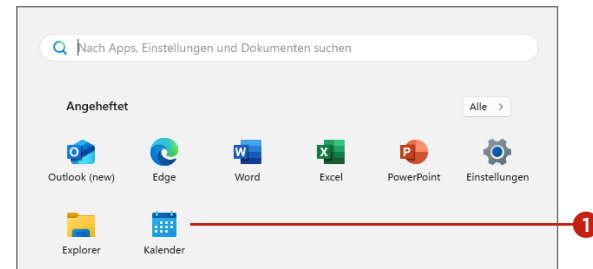 Nach Apps, Einstellungen und Dokumenten suchen
Angeheftet
Alle >
Outlook (new) Edge Word Excel PowerPoint Einstellungen
Explorer Kalender
1